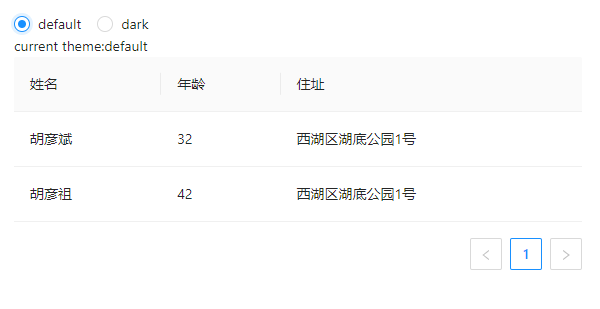 default dark
current theme:default
姓名 年龄 住址
胡彦斌 32 西湖区湖底公园1号
胡彦祖 42 西湖区湖底公园1号
1